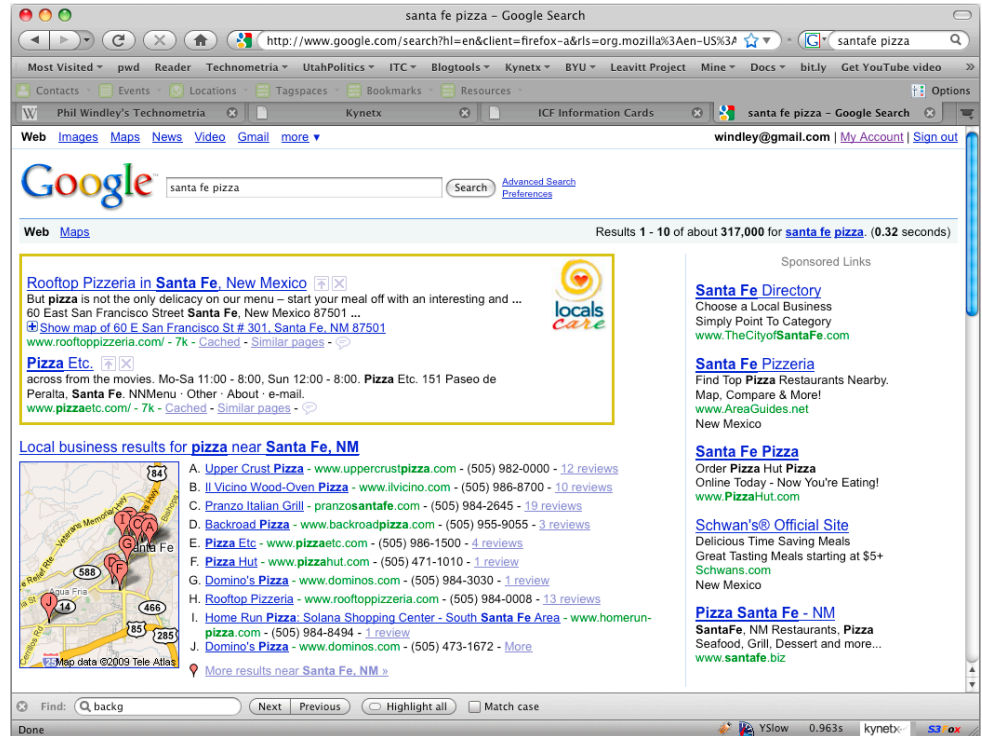 santa fe pizza – Google Search
http://www.google.com/search?hl=en&client=firefox-a&rls=org.mozilla%3Aen-US%3A
santafe pizza
Most Visited pwd Reader Technometria UtahPolitics ITC Blogtools Kynetx BYU Leavitt Project Mine Docs bit.ly Get YouTube video »
Contacts Events Locations Tagspaces Bookmarks Resources Options
Phil Windley's Technometria Kynetx ICF Information Cards santa fe pizza – Google Search
Web Images Maps News Video Gmail more ▼ windley@gmail.com | My Account | Sign out
Google
santa fe pizza
Search
Advanced Search
Preferences
Web Maps Results 1 - 10 of about 317,000 for santa fe pizza. (0.32 seconds)
Rooftop Pizzeria in Santa Fe, New Mexico
But pizza is not the only delicacy on our menu – start your meal off with an interesting and ...
60 East San Francisco Street Santa Fe, New Mexico 87501 ...
Show map of 60 E San Francisco St # 301, Santa Fe, NM 87501
www.rooftoppizzeria.com/ - 7k - Cached - Similar pages -
Pizza Etc.
across from the movies. Mo-Sa 11:00 - 8:00, Sun 12:00 - 8:00. Pizza Etc. 151 Paseo de
Peralta, Santa Fe. NNMenu · Other · About · e-mail.
www.pizzaetc.com/ - 7k - Cached - Similar pages -
locals
care
Local business results for pizza near Santa Fe, NM
84
Veterans Memorial Hwy
Bishops
Santa Fe
e Relief Rte
588
Agua Fria
14
466
Cerrillos Rd
85
285
25
Map data ©2009 Tele Atlas
I
C
A
G
D
F
J
A. Upper Crust Pizza - www.uppercrustpizza.com - (505) 982-0000 - 12 reviews
B. Il Vicino Wood-Oven Pizza - www.ilvicino.com - (505) 986-8700 - 10 reviews
C. Pranzo Italian Grill - pranzosantafe.com - (505) 984-2645 - 19 reviews
D. Backroad Pizza - www.backroadpizza.com - (505) 955-9055 - 3 reviews
E. Pizza Etc - www.pizzaetc.com - (505) 986-1500 - 4 reviews
F. Pizza Hut - www.pizzahut.com - (505) 471-1010 - 1 review
G. Domino's Pizza - www.dominos.com - (505) 984-3030 - 1 review
H. Rooftop Pizzeria - www.rooftoppizzeria.com - (505) 984-0008 - 13 reviews
I. Home Run Pizza: Solana Shopping Center - South Santa Fe Area - www.homerun-
pizza.com - (505) 984-8494 - 1 review
J. Domino's Pizza - www.dominos.com - (505) 473-1672 - More
More results near Santa Fe, NM »
Sponsored Links
Santa Fe Directory
Choose a Local Business
Simply Point To Category
www.TheCityofSantaFe.com
Santa Fe Pizzeria
Find Top Pizza Restaurants Nearby.
Map, Compare & More!
www.AreaGuides.net
New Mexico
Santa Fe Pizza
Order Pizza Hut Pizza
Online Today - Now You're Eating!
www.PizzaHut.com
Schwan's® Official Site
Delicious Time Saving Meals
Great Tasting Meals starting at $5+
Schwans.com
New Mexico
Pizza Santa Fe - NM
SantaFe, NM Restaurants, Pizza
Seafood, Grill, Dessert and more...
www.santafe.biz
Find: backg Next Previous Highlight all Match case
Done YSlow 0.963s kynetx S3Fox